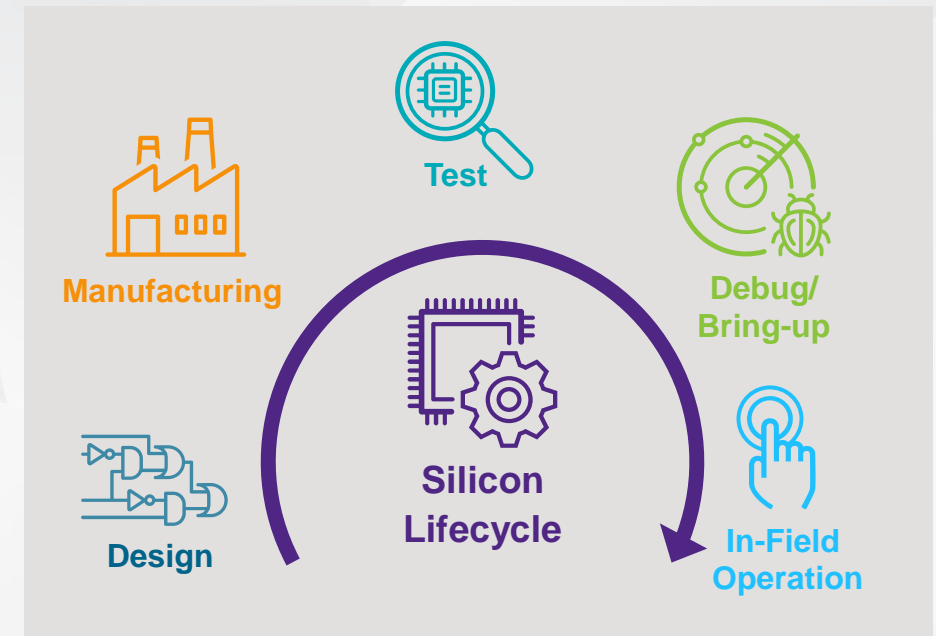 Test
Manufacturing
Debug/
Bring-up
Silicon
Lifecycle
Design
In-Field
Operation